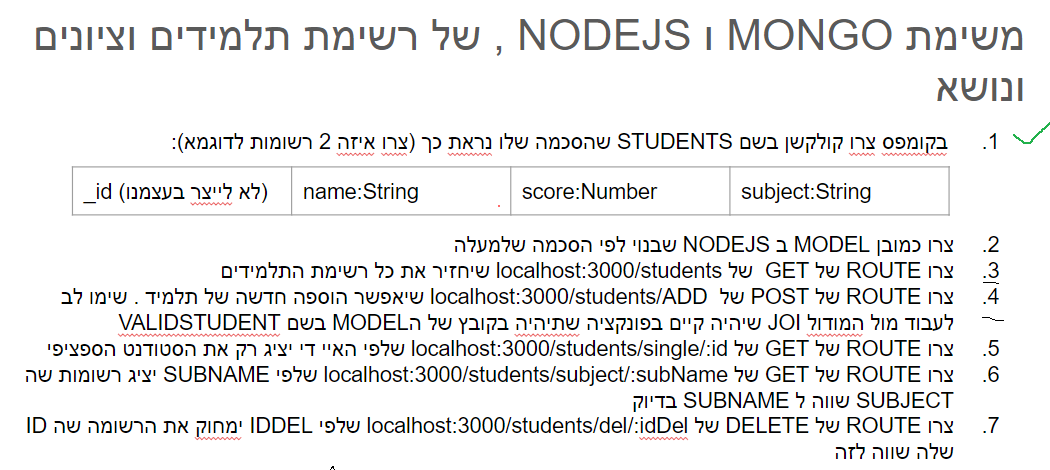 משימת MONGO ו NODEJS , של רשימת תלמידים וציונים
ונושא
1. בקומפס צרו קולקשן בשם STUDENTS שהסכמה שלו נראת כך (צרו איזה 2 רשומות לדוגמא):
_id (לא לייצר בעצמנו)
name:String
score:Number
subject:String
2. צרו כמובן MODEL ב NODEJS שבנוי לפי הסכמה שלמעלה
3. צרו ROUTE של GET של localhost:3000/students שיחזיר את כל רשימת התלמידים
4. צרו ROUTE של POST של localhost:3000/students/ADD שיאפשר הוספה חדשה של תלמיד . שימו לב
לעבוד מול המודול JOI שיהיה קיים בפונקציה שתיהיה בקובץ של הMODEL בשם VALIDSTUDENT
5. צרו ROUTE של GET של localhost:3000/students/single/:id שלפי האיי די יציג רק את הסטודנט הספציפי
6. צרו ROUTE של GET של localhost:3000/students/subject/:subName שלפי SUBNAME יציג רשומות שה
SUBJECT שווה ל SUBNAME בדיוק
7. צרו ROUTE של DELETE של localhost:3000/students/del/:idDel שלפי IDDEL ימחוק את הרשומה שה ID
שלה שווה לזה